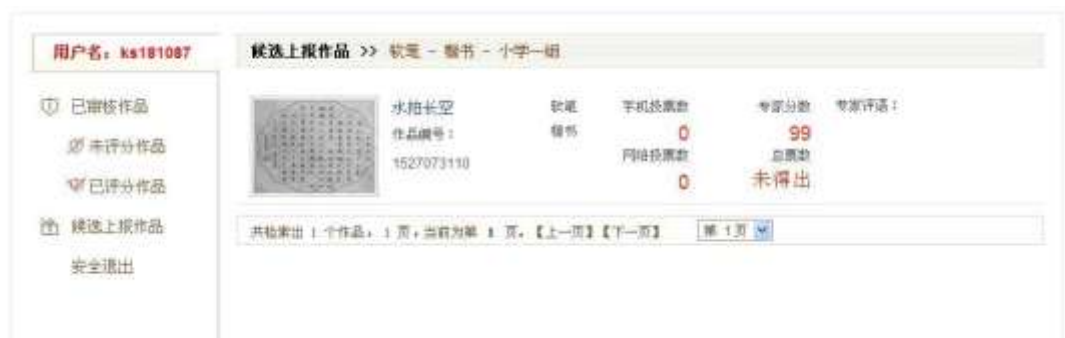 用户名：ks181087
候选上报作品 >> 软笔 - 楷书 - 小学一组
已审核作品
未评分作品
已评分作品
候选上报作品
安全退出
水拍长空
作品编号：
1527073110
软笔
楷书
手机投票数
0
网络投票数
0
专家分数
99
总票数
未得出
专家评语：
共检索出 1 个作品，1 页，当前为第 1 页。【上一页】【下一页】 第 1页